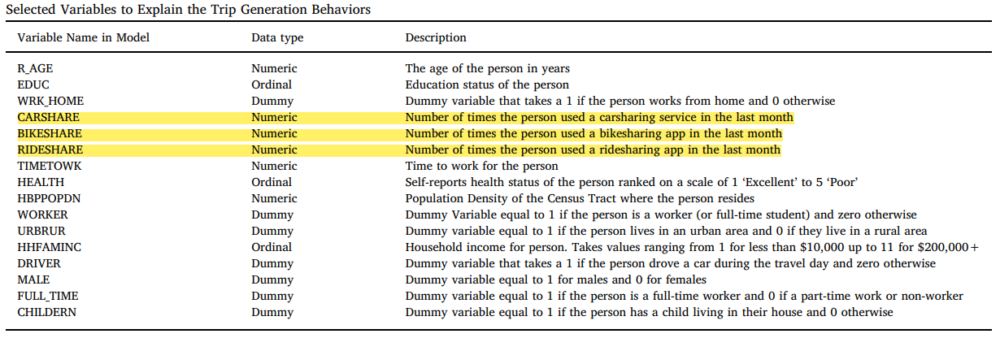 Selected Variables to Explain the Trip Generation Behaviors
Variable Name in Model Data type Description
R_AGE Numeric The age of the person in years
EDUC Ordinal Education status of the person
WRK_HOME Dummy Dummy variable that takes a 1 if the person works from home and 0 otherwise
CARSHARE Numeric Number of times the person used a carsharing service in the last month
BIKESHARE Numeric Number of times the person used a bikesharing app in the last month
RIDESHARE Numeric Number of times the person used a ridesharing app in the last month
TIMETOWK Numeric Time to work for the person
HEALTH Ordinal Self-reports health status of the person ranked on a scale of 1 ‘Excellent’ to 5 ‘Poor’
HBPPOPDN Numeric Population Density of the Census Tract where the person resides
WORKER Dummy Dummy Variable equal to 1 if the person is a worker (or full-time student) and zero otherwise
URBRUR Dummy Dummy variable equal to 1 if the person lives in an urban area and 0 if they live in a rural area
HHFAMINC Ordinal Household income for person. Takes values ranging from 1 for less than $10,000 up to 11 for $200,000+
DRIVER Dummy Dummy variable that takes a 1 if the person drove a car during the travel day and zero otherwise
MALE Dummy Dummy variable equal to 1 for males and 0 for females
FULL_TIME Dummy Dummy variable equal to 1 if the person is a full-time worker and 0 if a part-time work or non-worker
CHILDERN Dummy Dummy variable equal to 1 if the person has a child living in their house and 0 otherwise